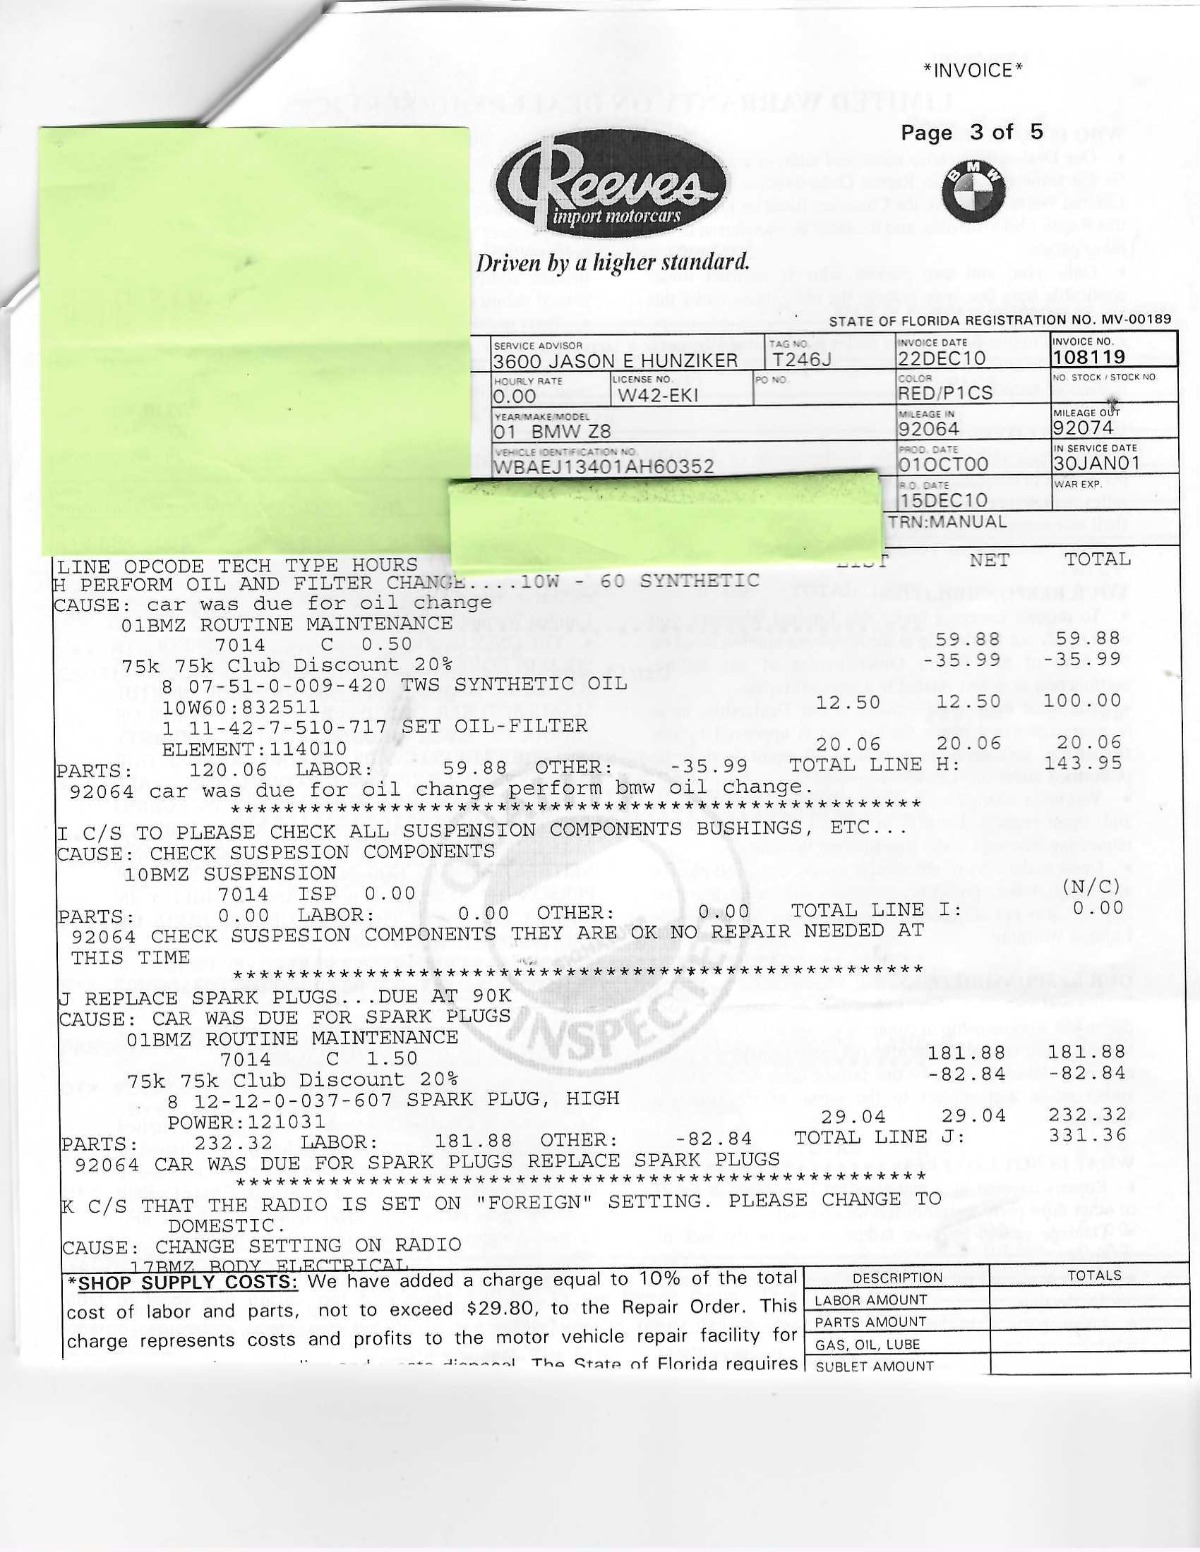 *INVOICE*
Page 3 of 5
Reeves
import motorcars
BMW
Driven by a higher standard.
STATE OF FLORIDA REGISTRATION NO. MV-00189
SERVICE ADVISOR TAG NO. INVOICE DATE INVOICE NO.
3600 JASON E HUNZIKER T246J 22DEC10 108119
HOURLY RATE LICENSE NO. PO NO. COLOR NO. STOCK / STOCK NO.
0.00 W42-EKI RED/P1CS
YEAR/MAKE/MODEL MILEAGE IN MILEAGE OUT
01 BMW Z8 92064 92074
VEHICLE IDENTIFICATION NO. PROD. DATE IN SERVICE DATE
WBAEJ13401AH60352 01OCT00 30JAN01
R.O. DATE WAR EXP.
15DEC10
TRN:MANUAL
LINE OPCODE TECH TYPE HOURS LIST NET TOTAL
H PERFORM OIL AND FILTER CHANGE....10W - 60 SYNTHETIC
CAUSE: car was due for oil change
01BMZ ROUTINE MAINTENANCE
7014 C 0.50 59.88 59.88
75k 75k Club Discount 20% -35.99 -35.99
8 07-51-0-009-420 TWS SYNTHETIC OIL
10W60:832511 12.50 12.50 100.00
1 11-42-7-510-717 SET OIL-FILTER
ELEMENT:114010 20.06 20.06 20.06
PARTS: 120.06 LABOR: 59.88 OTHER: -35.99 TOTAL LINE H: 143.95
92064 car was due for oil change perform bmw oil change.
****************************************************
I C/S TO PLEASE CHECK ALL SUSPENSION COMPONENTS BUSHINGS, ETC...
CAUSE: CHECK SUSPESION COMPONENTS
10BMZ SUSPENSION
7014 ISP 0.00 (N/C)
PARTS: 0.00 LABOR: 0.00 OTHER: 0.00 TOTAL LINE I: 0.00
92064 CHECK SUSPESION COMPONENTS THEY ARE OK NO REPAIR NEEDED AT
THIS TIME
****************************************************
J REPLACE SPARK PLUGS...DUE AT 90K
CAUSE: CAR WAS DUE FOR SPARK PLUGS
01BMZ ROUTINE MAINTENANCE
7014 C 1.50 181.88 181.88
75k 75k Club Discount 20% -82.84 -82.84
8 12-12-0-037-607 SPARK PLUG, HIGH
POWER:121031 29.04 29.04 232.32
PARTS: 232.32 LABOR: 181.88 OTHER: -82.84 TOTAL LINE J: 331.36
92064 CAR WAS DUE FOR SPARK PLUGS REPLACE SPARK PLUGS
****************************************************
K C/S THAT THE RADIO IS SET ON "FOREIGN" SETTING. PLEASE CHANGE TO
DOMESTIC.
CAUSE: CHANGE SETTING ON RADIO
17BMZ BODY ELECTRICAL
*SHOP SUPPLY COSTS: We have added a charge equal to 10% of the total
cost of labor and parts, not to exceed $29.80, to the Repair Order. This
charge represents costs and profits to the motor vehicle repair facility for
disposal. The State of Florida requires
DESCRIPTION TOTALS
LABOR AMOUNT
PARTS AMOUNT
GAS, OIL, LUBE
SUBLET AMOUNT